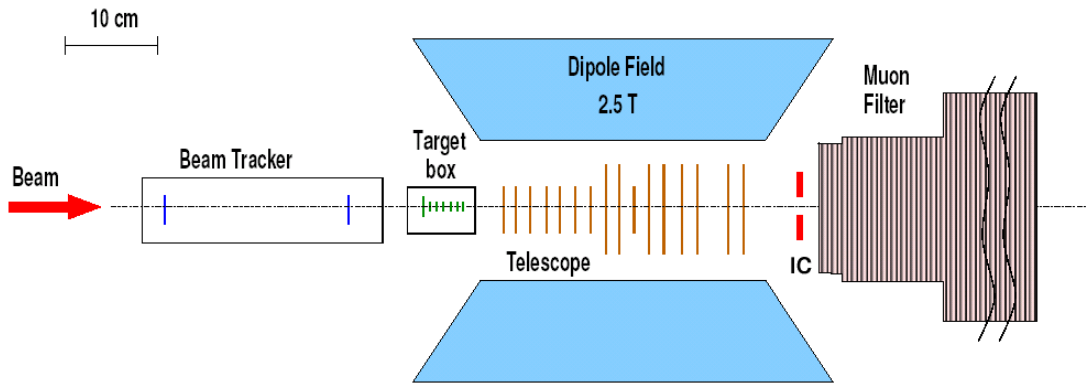 10 cm
Dipole Field
2.5 T
Muon
Filter
Target
box
Beam Tracker
Beam
Telescope
IC